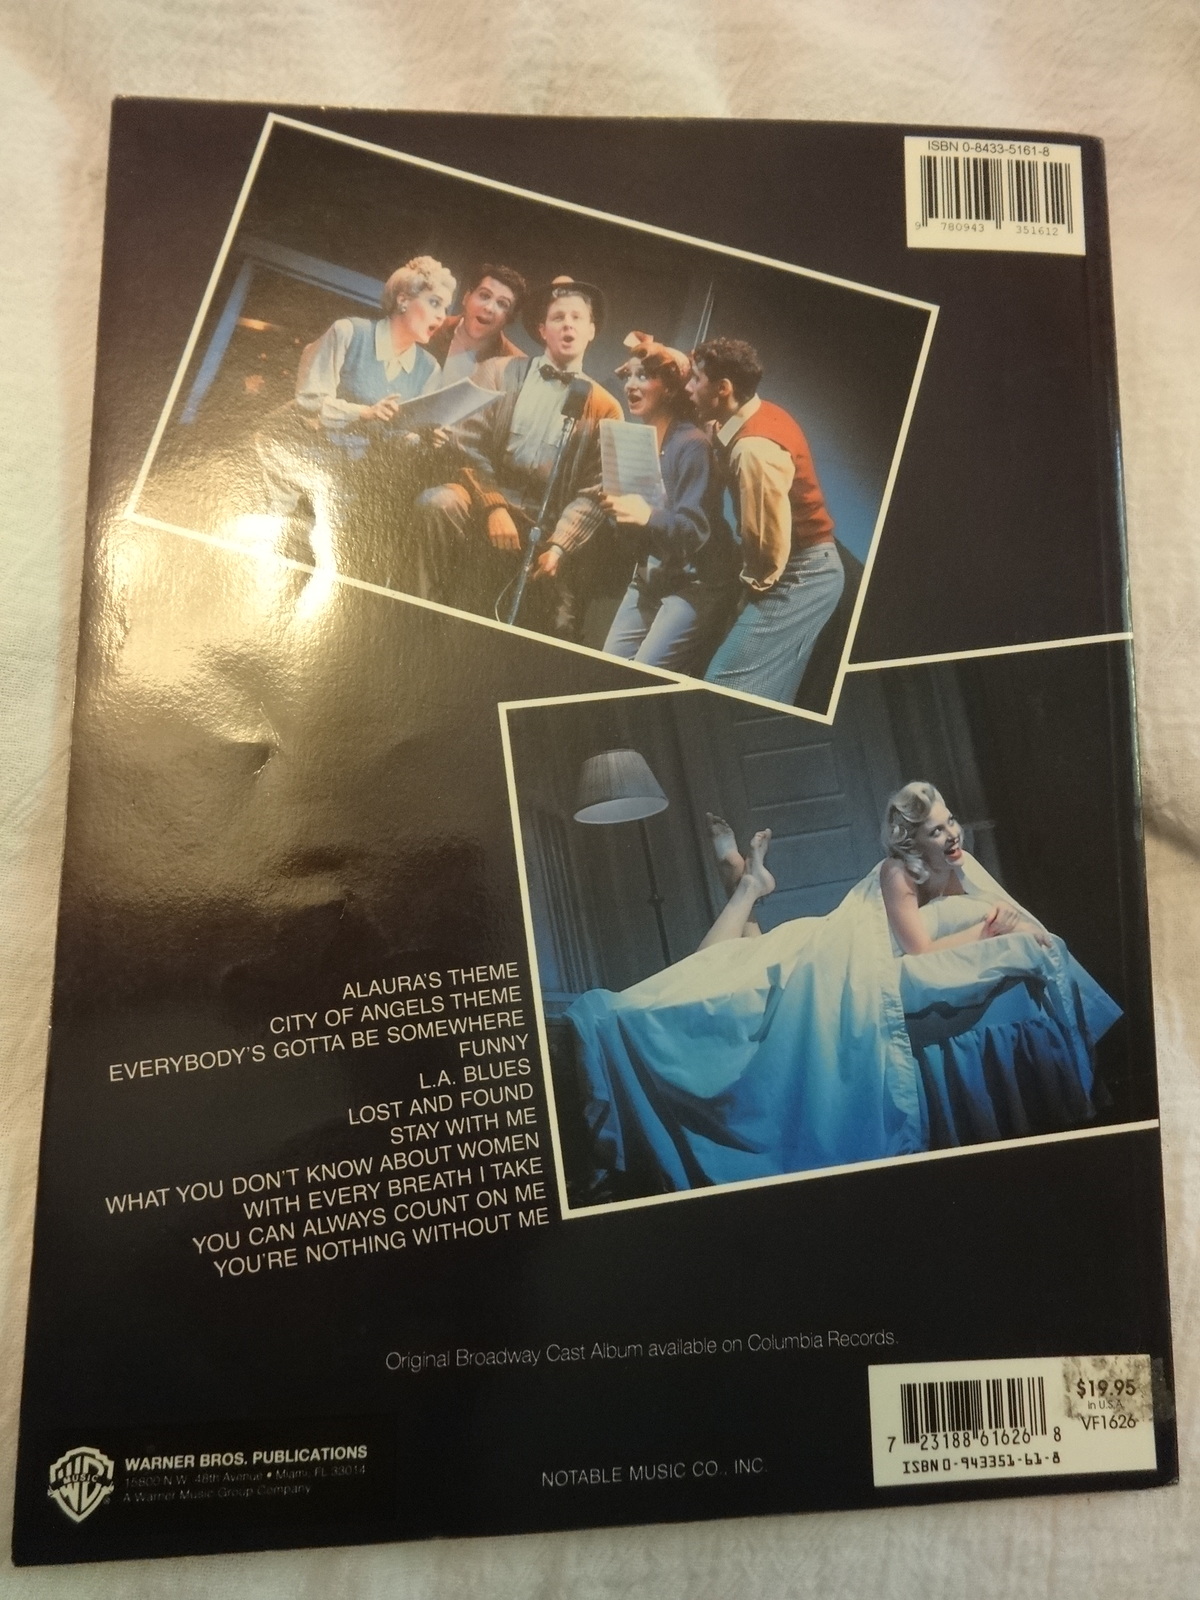 ISBN 0-8433-5161-8
9 780943 351612
ALAURA'S THEME
CITY OF ANGELS THEME
EVERYBODY'S GOTTA BE SOMEWHERE
FUNNY
L.A. BLUES
LOST AND FOUND
STAY WITH ME
WHAT YOU DON'T KNOW ABOUT WOMEN
WITH EVERY BREATH I TAKE
YOU CAN ALWAYS COUNT ON ME
YOU'RE NOTHING WITHOUT ME
Original Broadway Cast Album available on Columbia Records.
WB MUSIC ®
WARNER BROS. PUBLICATIONS
15800 N.W. 48th Avenue • Miami, FL 33014
A Warner Music Group Company
NOTABLE MUSIC CO., INC.
$19.95
in U.S.A.
VF1626
7 23188 61626 8
ISBN 0-943351-61-8